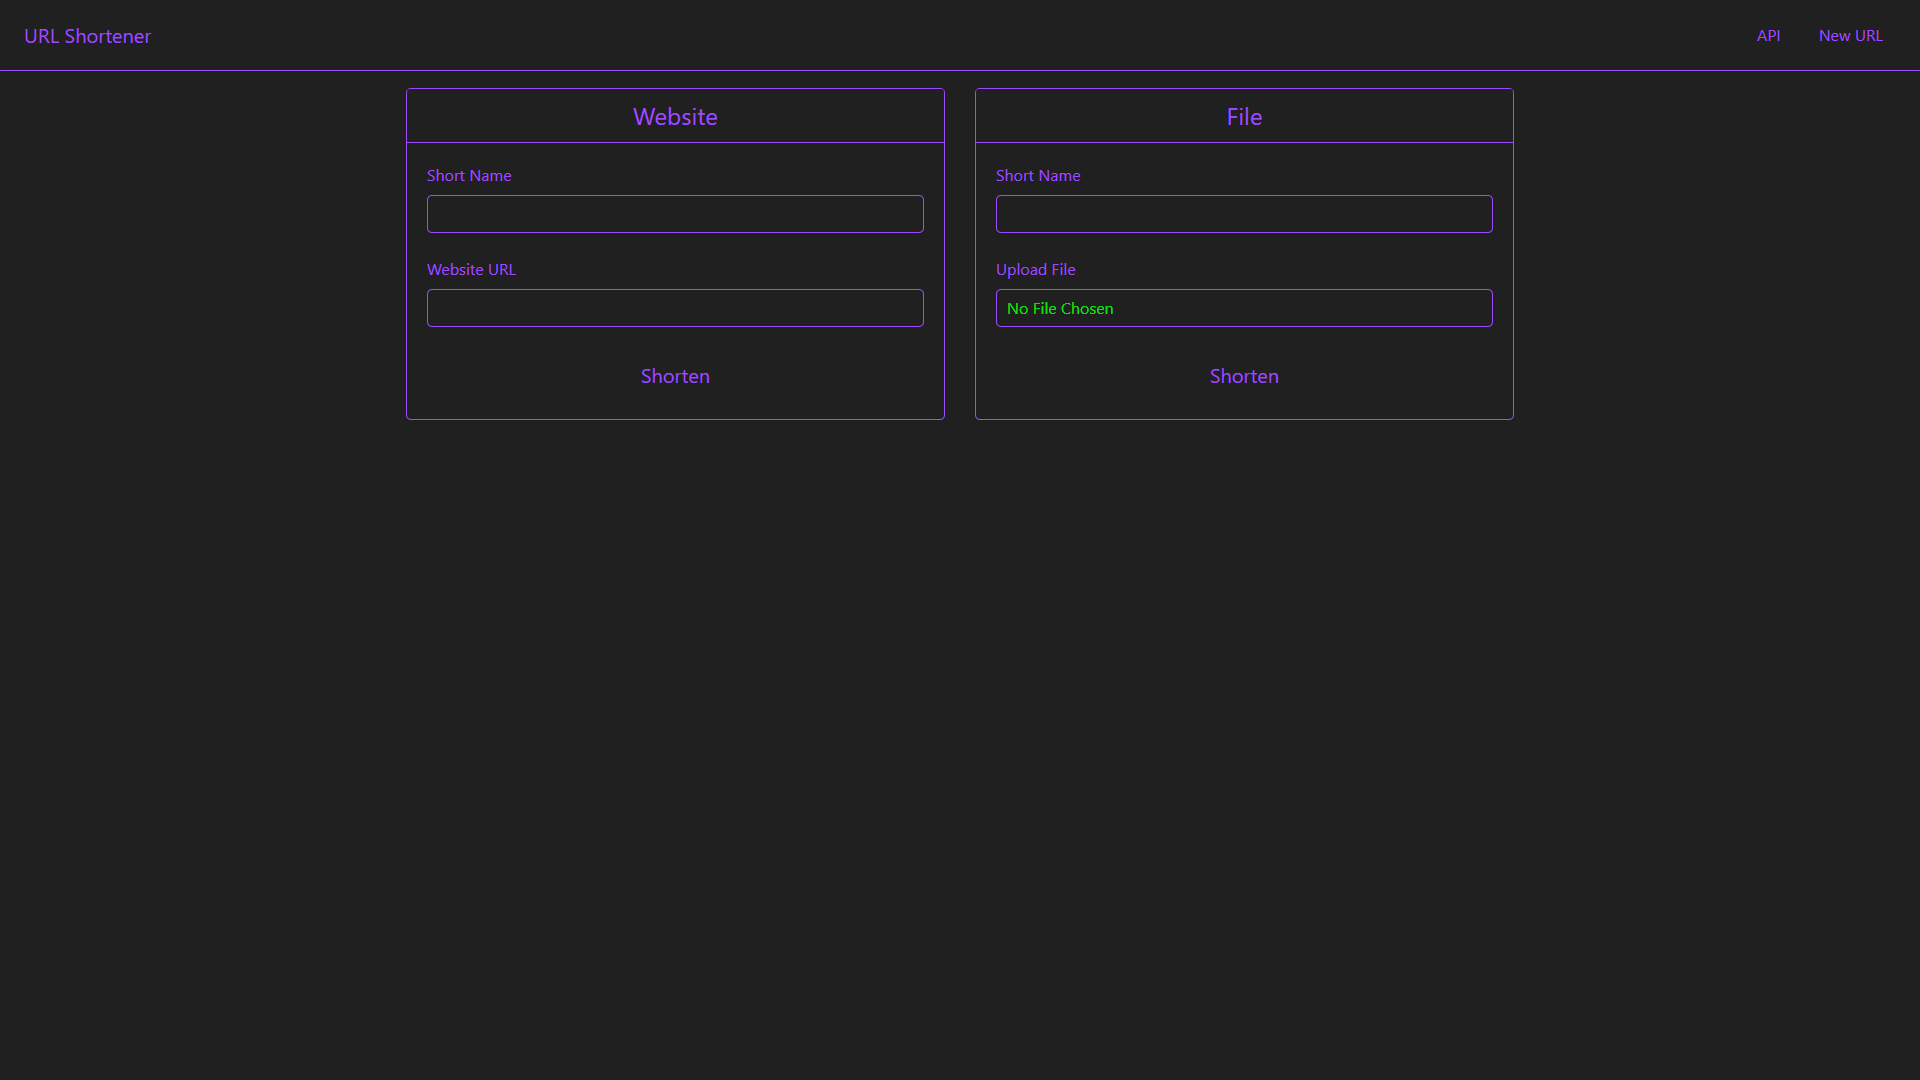 URL Shortener
API
New URL
Website
Short Name
Website URL
Shorten
File
Short Name
Upload File
No File Chosen
Shorten